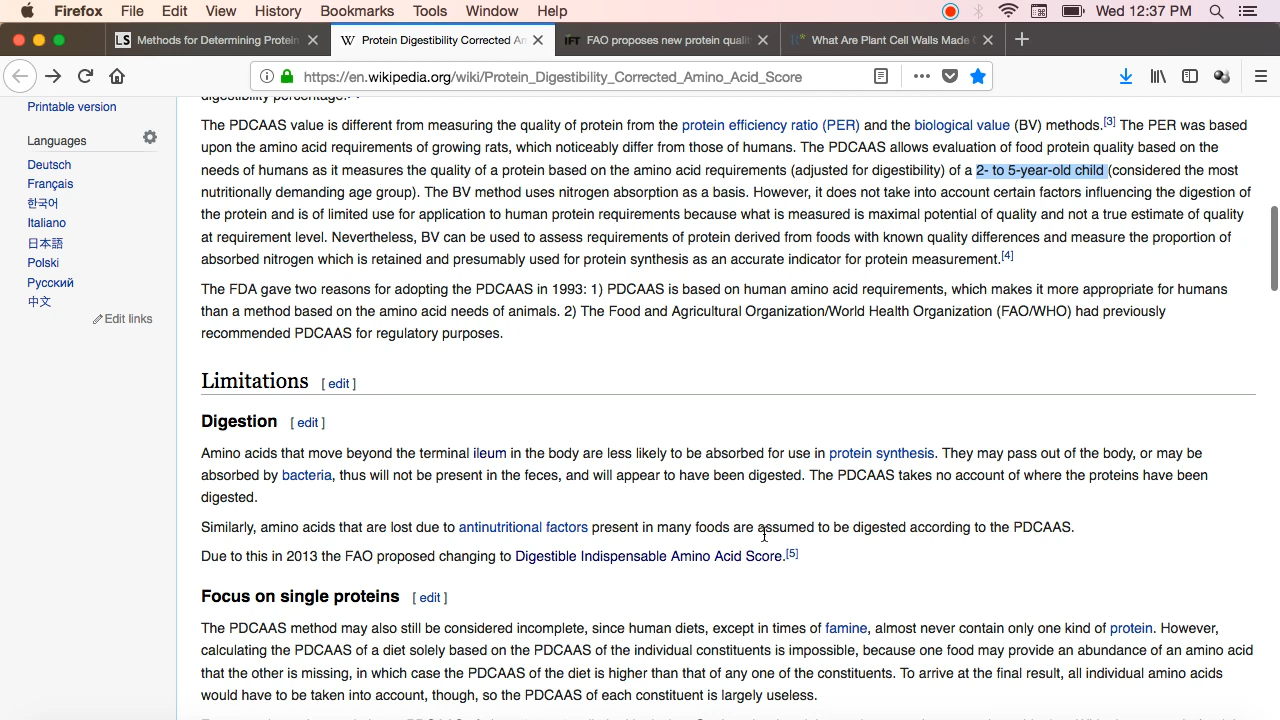 Firefox File Edit View History Bookmarks Tools Window Help Wed 12:37 PM
LS Methods for Determining Protein W Protein Digestibility Corrected Am IFT FAO proposes new protein quali What Are Plant Cell Walls Made
https://en.wikipedia.org/wiki/Protein_Digestibility_Corrected_Amino_Acid_Score
Printable version
Languages
Deutsch
Français
한국어
Italiano
日本語
Polski
Русский
中文
Edit links
digestibility percentage.
The PDCAAS value is different from measuring the quality of protein from the protein efficiency ratio (PER) and the biological value (BV) methods.[3] The PER was based
upon the amino acid requirements of growing rats, which noticeably differ from those of humans. The PDCAAS allows evaluation of food protein quality based on the
needs of humans as it measures the quality of a protein based on the amino acid requirements (adjusted for digestibility) of a 2- to 5-year-old child (considered the most
nutritionally demanding age group). The BV method uses nitrogen absorption as a basis. However, it does not take into account certain factors influencing the digestion of
the protein and is of limited use for application to human protein requirements because what is measured is maximal potential of quality and not a true estimate of quality
at requirement level. Nevertheless, BV can be used to assess requirements of protein derived from foods with known quality differences and measure the proportion of
absorbed nitrogen which is retained and presumably used for protein synthesis as an accurate indicator for protein measurement.[4]
The FDA gave two reasons for adopting the PDCAAS in 1993: 1) PDCAAS is based on human amino acid requirements, which makes it more appropriate for humans
than a method based on the amino acid needs of animals. 2) The Food and Agricultural Organization/World Health Organization (FAO/WHO) had previously
recommended PDCAAS for regulatory purposes.
Limitations [ edit ]
Digestion [ edit ]
Amino acids that move beyond the terminal ileum in the body are less likely to be absorbed for use in protein synthesis. They may pass out of the body, or may be
absorbed by bacteria, thus will not be present in the feces, and will appear to have been digested. The PDCAAS takes no account of where the proteins have been
digested.
Similarly, amino acids that are lost due to antinutritional factors present in many foods are assumed to be digested according to the PDCAAS.
Due to this in 2013 the FAO proposed changing to Digestible Indispensable Amino Acid Score.[5]
Focus on single proteins [ edit ]
The PDCAAS method may also still be considered incomplete, since human diets, except in times of famine, almost never contain only one kind of protein. However,
calculating the PDCAAS of a diet solely based on the PDCAAS of the individual constituents is impossible, because one food may provide an abundance of an amino acid
that the other is missing, in which case the PDCAAS of the diet is higher than that of any one of the constituents. To arrive at the final result, all individual amino acids
would have to be taken into account, though, so the PDCAAS of each constituent is largely useless.